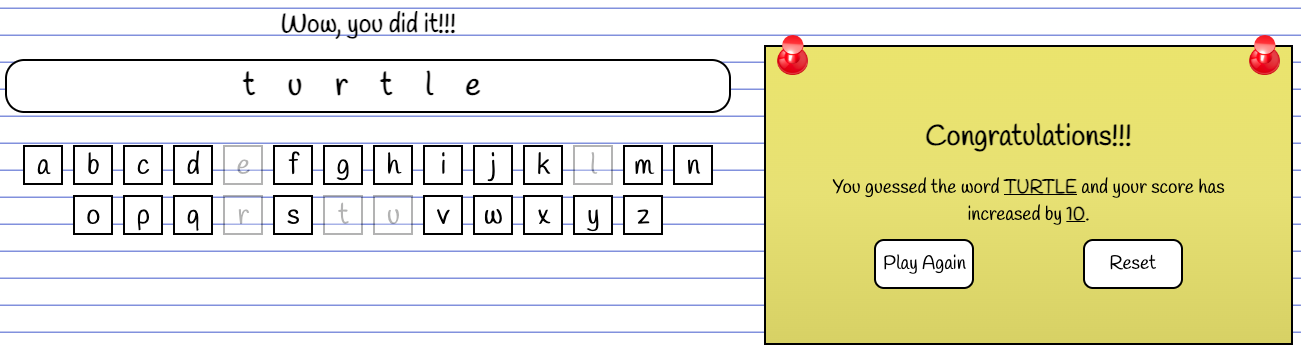 Wow, you did it!!!
t u r t l e
a b c d e f g h i j k l m n
o p q r s t u v w x y z
Congratulations!!!
You guessed the word TURTLE and your score has
increased by 10.
Play Again Reset